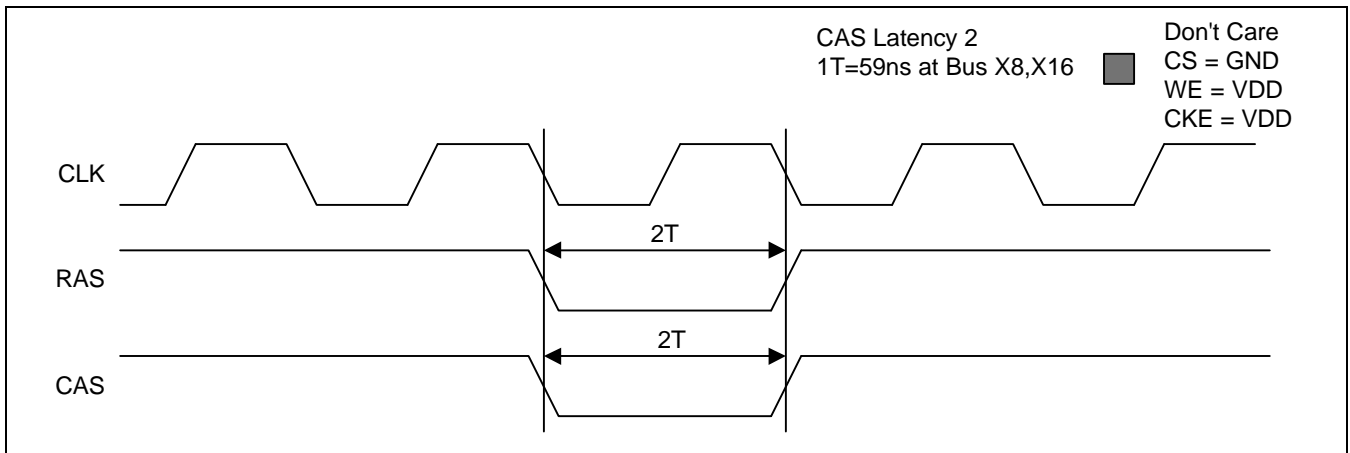 CAS Latency 2
1T=59ns at Bus X8,X16
Don't Care
CS = GND
WE = VDD
CKE = VDD
CLK
2T
RAS
2T
CAS